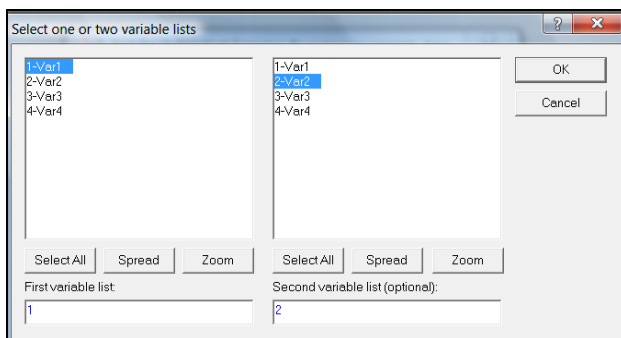 Select one or two variable lists
?
1-Var1
2-Var2
3-Var3
4-Var4
Select All
Spread
Zoom
First variable list:
1
1-Var1
2-Var2
3-Var3
4-Var4
Select All
Spread
Zoom
Second variable list (optional):
2
OK
Cancel